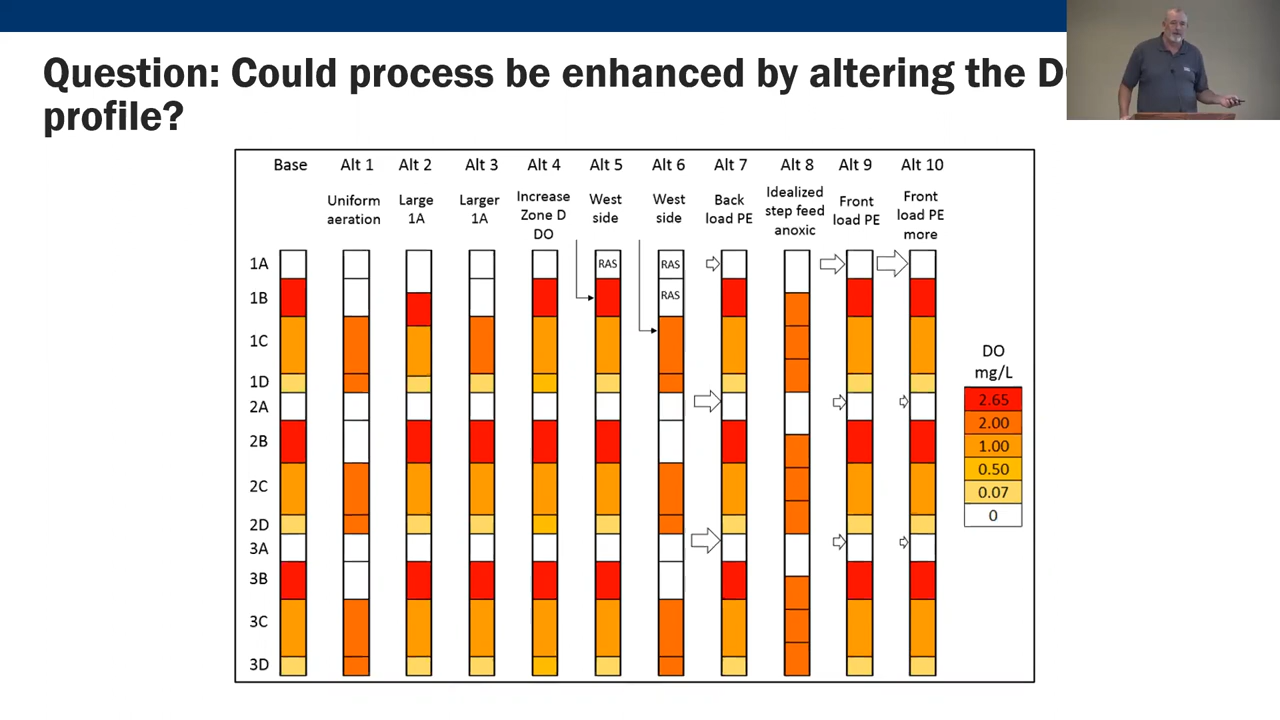 Question: Could process be enhanced by altering the D
profile?
Base Alt 1 Alt 2 Alt 3 Alt 4 Alt 5 Alt 6 Alt 7 Alt 8 Alt 9 Alt 10
Uniform
aeration
Large
1A
Larger
1A
Increase
Zone D
DO
West
side
West
side
Back
load PE
Idealized
step feed
anoxic
Front
load PE
Front
load PE
more
1A
RAS
RAS
1B
RAS
1C
1D
2A
2B
2C
2D
3A
3B
3C
3D
DO
mg/L
2.65
2.00
1.00
0.50
0.07
0